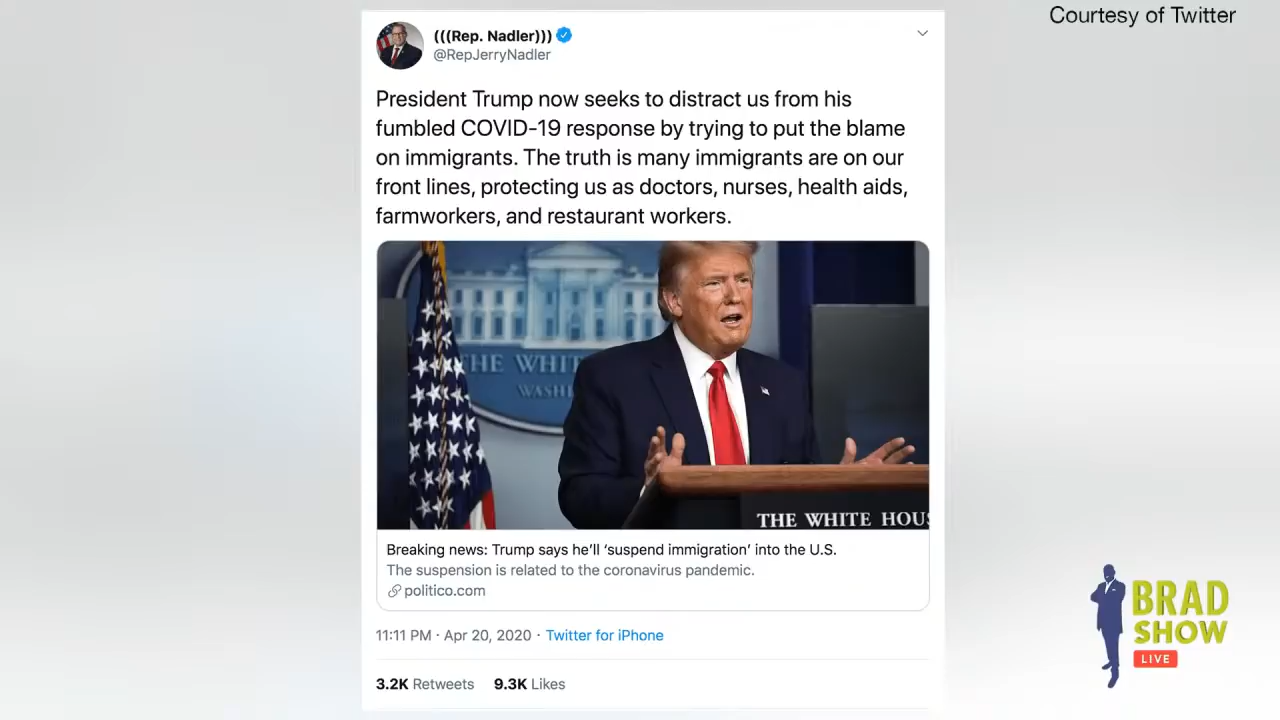 Courtesy of Twitter
(((Rep. Nadler)))
@RepJerryNadler
President Trump now seeks to distract us from his
fumbled COVID-19 response by trying to put the blame
on immigrants. The truth is many immigrants are on our
front lines, protecting us as doctors, nurses, health aids,
farmworkers, and restaurant workers.
THE WHIT
WASH
THE WHITE HOUS
Breaking news: Trump says he’ll ‘suspend immigration’ into the U.S.
The suspension is related to the coronavirus pandemic.
politico.com
11:11 PM · Apr 20, 2020 · Twitter for iPhone
3.2K Retweets 9.3K Likes
BRAD
SHOW
LIVE